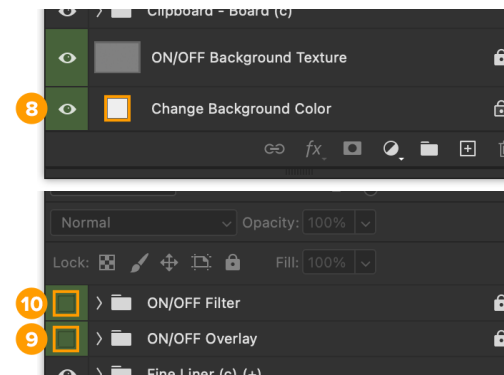 Clipboard - Board (c)
ON/OFF Background Texture
8 Change Background Color
fx
Normal Opacity: 100%
Lock: Fill: 100%
10 ON/OFF Filter
9 ON/OFF Overlay
Fine Liner (c) (+)